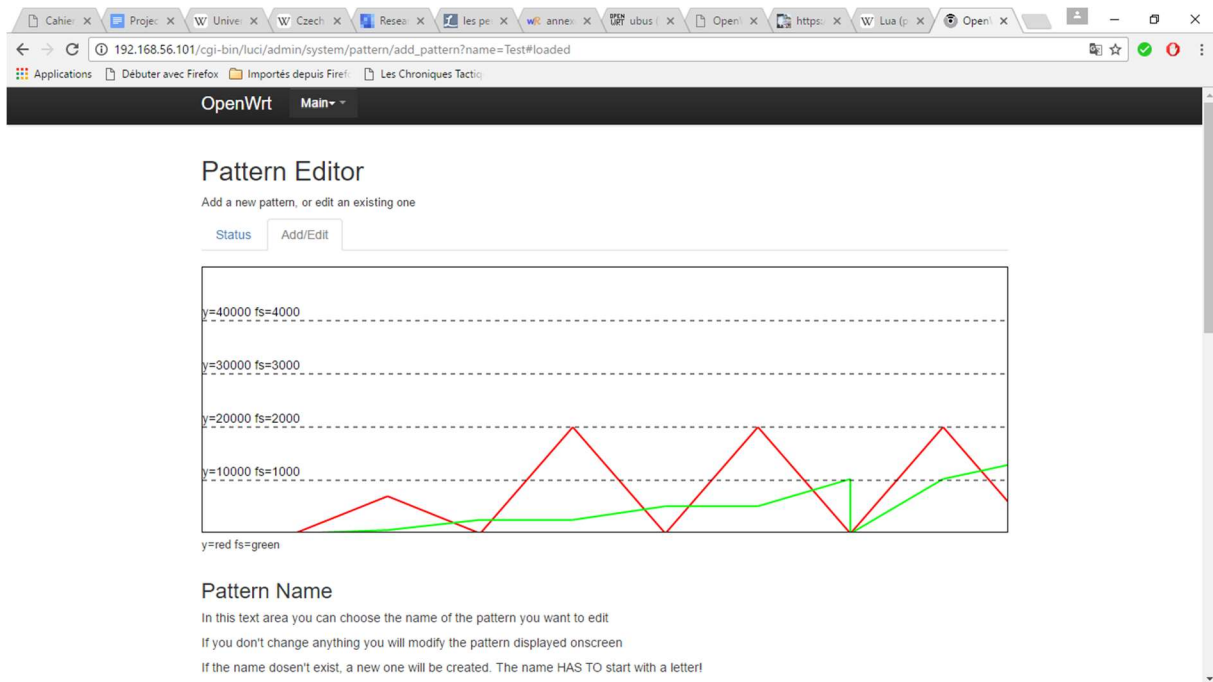 Cahier
Projec
Univer
Czech
Resea
les pe
wR annex
OPEN WRT ubus
Open
https:
Lua (p
Open
192.168.56.101/cgi-bin/luci/admin/system/pattern/add_pattern?name=Test#loaded
Applications Débuter avec Firefox Importés depuis Firef Les Chroniques Tactiq
OpenWrt Main
Pattern Editor
Add a new pattern, or edit an existing one
Status Add/Edit
y=40000 fs=4000
y=30000 fs=3000
y=20000 fs=2000
y=10000 fs=1000
y=red fs=green
Pattern Name
In this text area you can choose the name of the pattern you want to edit
If you don't change anything you will modify the pattern displayed onscreen
If the name dosen't exist, a new one will be created. The name HAS TO start with a letter!